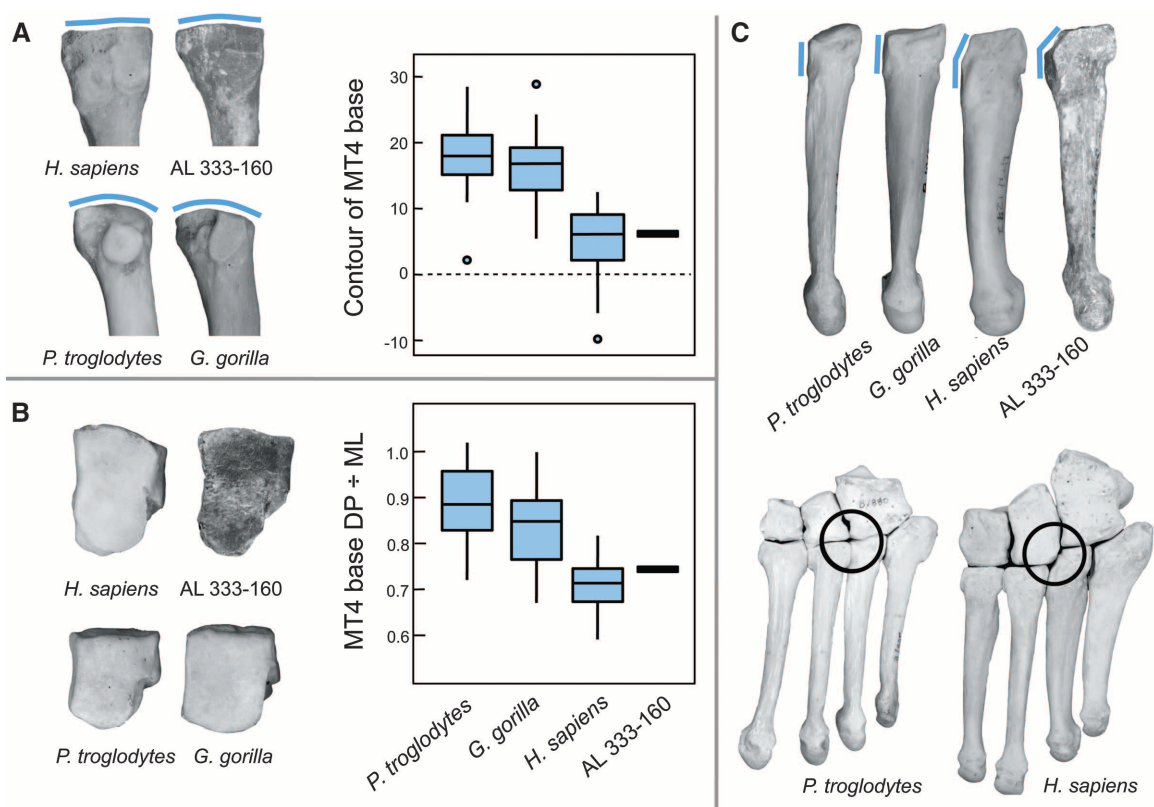 A
H. sapiens
AL 333-160
P. troglodytes
G. gorilla
Contour of MT4 base
30
20
10
0
-10
B
H. sapiens
AL 333-160
P. troglodytes
G. gorilla
MT4 base DP ÷ ML
1.0
0.9
0.8
0.7
0.6
P. troglodytes
G. gorilla
H. sapiens
AL 333-160
C
P. troglodytes
G. gorilla
H. sapiens
AL 333-160
P. troglodytes
H. sapiens